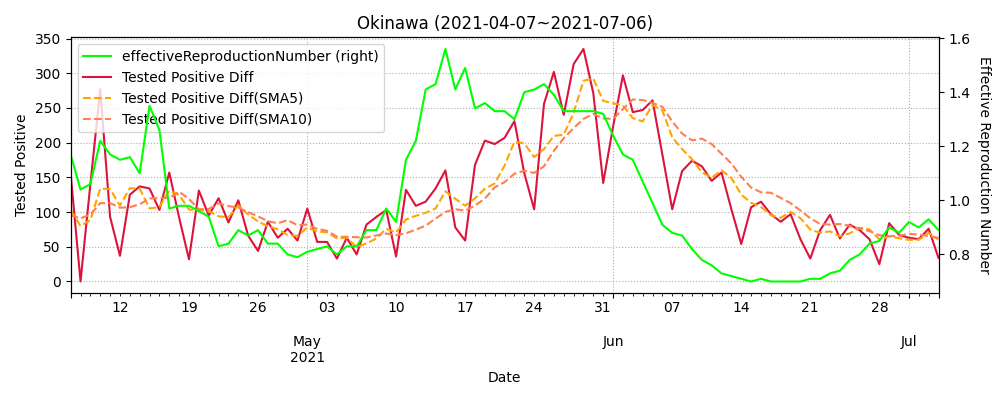 Okinawa (2021-04-07~2021-07-06)
effectiveReproductionNumber (right)
Tested Positive Diff
Tested Positive Diff(SMA5)
Tested Positive Diff(SMA10)
Tested Positive
350
300
250
200
150
100
50
0
1.6
1.4
1.2
1.0
0.8
Effective Reproduction Number
12 19 26 03 10 17 24 31 07 14 21 28
May Jun Jul
2021
Date